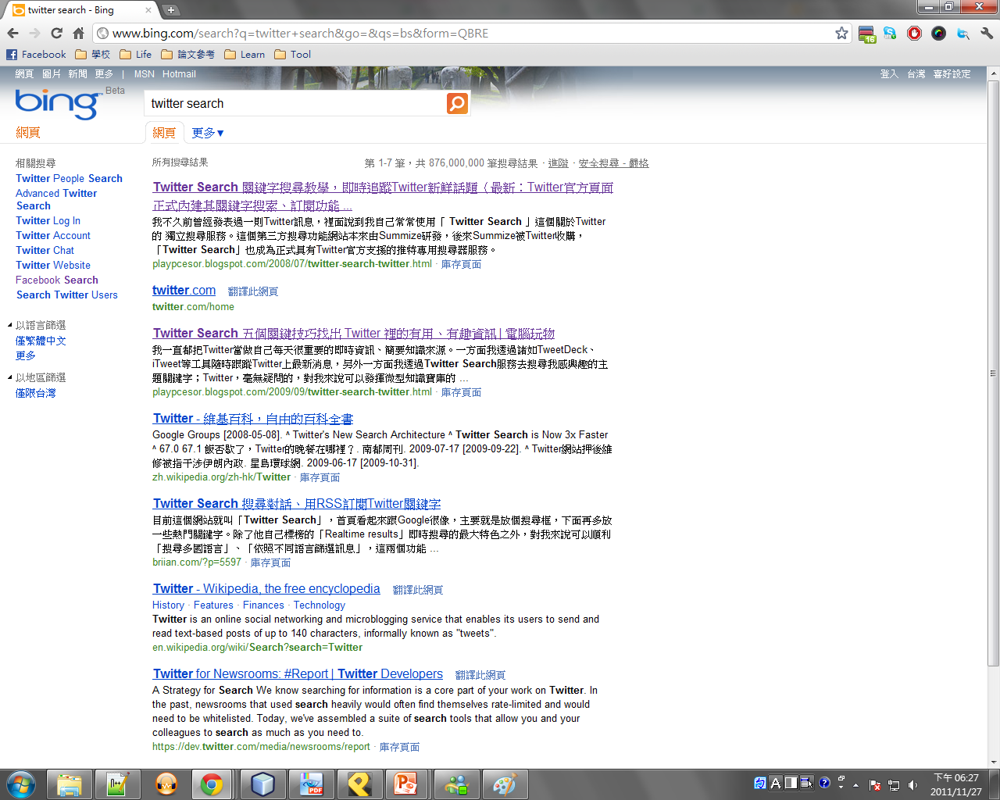 twitter search - Bing
www.bing.com/search?q=twitter+search&go=&qs=bs&form=QBRE
16
Facebook 學校 Life 論文參考 Learn Tool
網頁 圖片 新聞 更多 | MSN Hotmail 登入 台灣 喜好設定
bing™ Beta
twitter search
網頁 網頁 更多▼
相關搜尋
Twitter People Search
Advanced Twitter
Search
Twitter Log In
Twitter Account
Twitter Chat
Twitter Website
Facebook Search
Search Twitter Users
以語言篩選
僅繁體中文
更多
以地區篩選
僅限台灣
所有搜尋結果 第 1-7 筆，共 876,000,000 筆搜尋結果 · 進階 · 安全搜尋 - 嚴格
Twitter Search 關鍵字搜尋教學，即時追蹤Twitter新鮮話題（最新：Twitter官方頁面
正式內建其關鍵字搜索、訂閱功能 ...
我不久前曾經發表過一則Twitter訊息，裡面說到我自己常常使用「 Twitter Search 」這個關於Twitter
的 獨立搜尋服務。這個第三方搜尋功能網站本來由Summize研發，後來Summize被Twitter收購，
「Twitter Search」也成為正式具有Twitter官方支援的推特專用搜尋器服務。
playpcesor.blogspot.com/2008/07/twitter-search-twitter.html · 庫存頁面
twitter.com 翻譯此網頁
twitter.com/home
Twitter Search 五個關鍵技巧找出 Twitter 裡的有用、有趣資訊 | 電腦玩物
我一直都把Twitter當做自己每天很重要的即時資訊、簡要知識來源。一方面我透過諸如TweetDeck、
iTweet等工具隨時跟蹤Twitter上最新消息，另外一方面我透過Twitter Search服務去搜尋我感興趣的主
題關鍵字；Twitter，毫無疑問的，對我來說可以發揮微型知識寶庫的 ...
playpcesor.blogspot.com/2009/09/twitter-search-twitter.html · 庫存頁面
Twitter - 維基百科，自由的百科全書
Google Groups [2008-05-08]. ^ Twitter's New Search Architecture ^ Twitter Search is Now 3x Faster
^ 67.0 67.1 飯否歇了，Twitter的晚餐在哪裡？. 南都周刊. 2009-07-17 [2009-09-22]. ^ Twitter網站押後維
修被指干涉伊朗內政. 星島環球網. 2009-06-17 [2009-10-31].
zh.wikipedia.org/zh-hk/Twitter · 庫存頁面
Twitter Search 搜尋對話、用RSS訂閱Twitter關鍵字
目前這個網站就叫「Twitter Search」，首頁看起來跟Google很像，主要就是放個搜尋框，下面再多放
一些熱門關鍵字。除了他自己標榜的「Realtime results」即時搜尋的最大特色之外，對我來說可以順利
「搜尋多國語言」、「依照不同語言篩選訊息」，這兩個功能 ...
briian.com/?p=5597 · 庫存頁面
Twitter - Wikipedia, the free encyclopedia 翻譯此網頁
History · Features · Finances · Technology
Twitter is an online social networking and microblogging service that enables its users to send and
read text-based posts of up to 140 characters, informally known as "tweets".
en.wikipedia.org/wiki/Search?search=Twitter
Twitter for Newsrooms: #Report | Twitter Developers 翻譯此網頁
A Strategy for Search We know searching for information is a core part of your work on Twitter. In
the past, newsrooms that used search heavily would often find themselves rate-limited and would
need to be whitelisted. Today, we've assembled a suite of search tools that allow you and your
colleagues to search as much as you need to.
https://dev.twitter.com/media/newsrooms/report · 庫存頁面
PDF
A
下午 06:27
2011/11/27